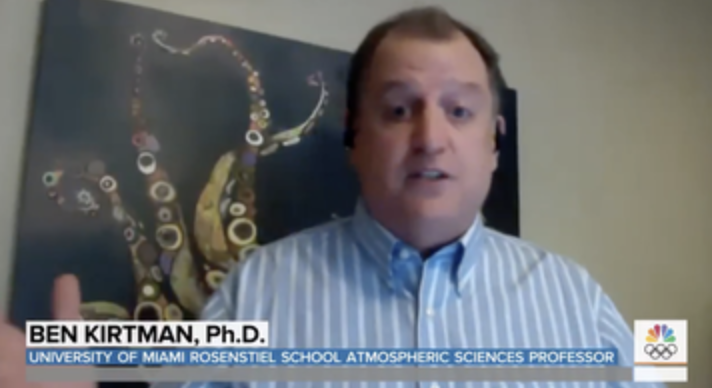 BEN KIRTMAN, Ph.D.
UNIVERSITY OF MIAMI ROSENSTIEL SCHOOL ATMOSPHERIC SCIENCES PROFESSOR